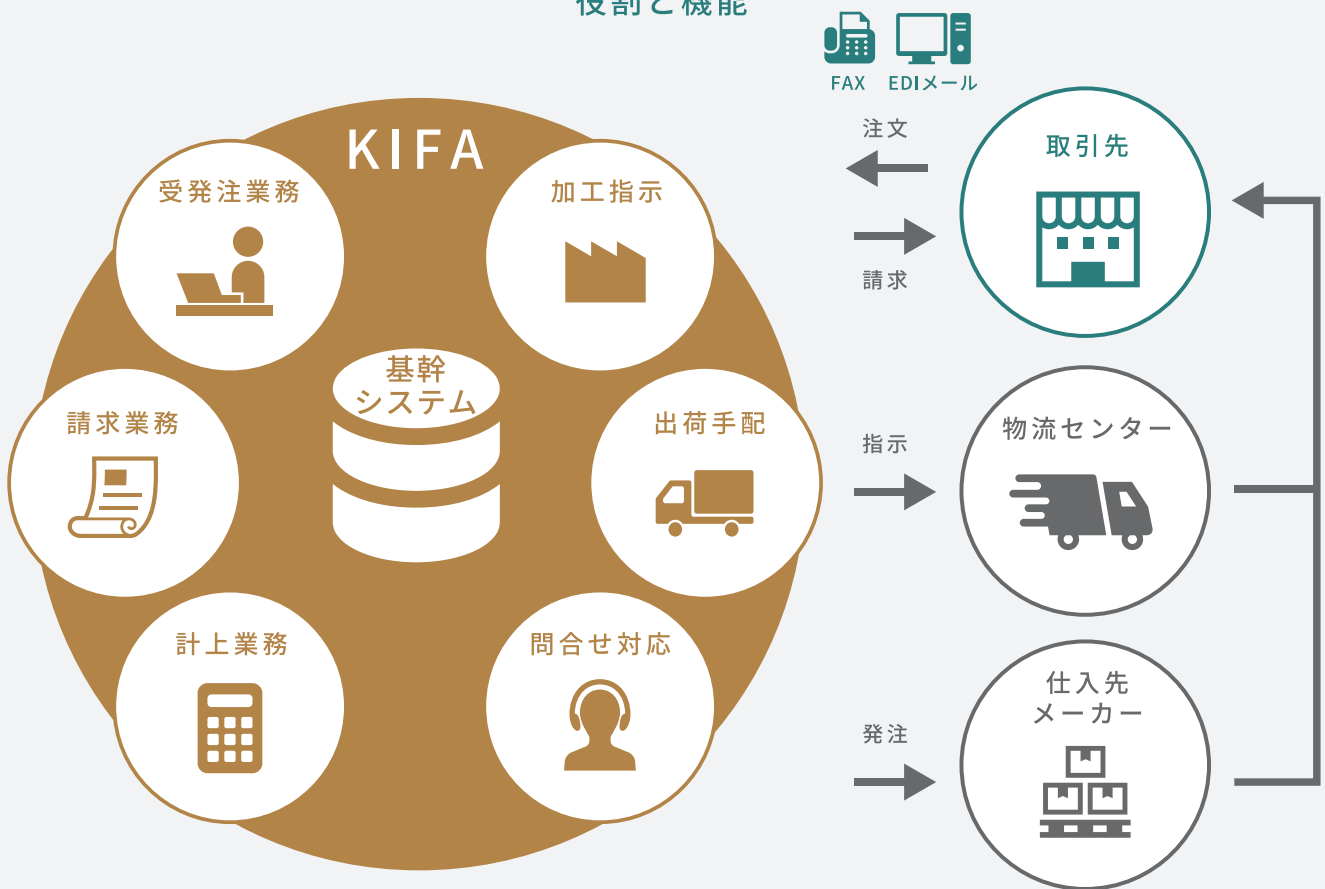 役割と機能
FAX
EDIメール
KIFA
受発注業務
加工指示
基幹
システム
請求業務
出荷手配
計上業務
問合せ対応
注文
請求
取引先
指示
物流センター
発注
仕入先
メーカー